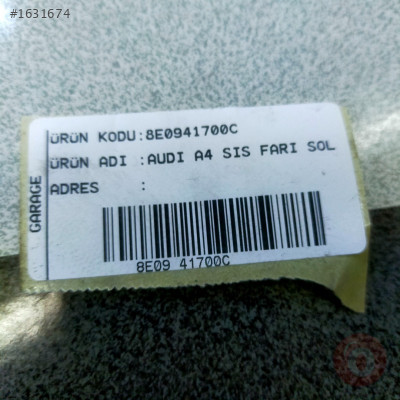 #1631674
GARAGE
ÜRÜN KODU:8E0941700C
ÜRÜN ADI :AUDI A4 SIS FARI SOL
ADRES :
8E09 41700C